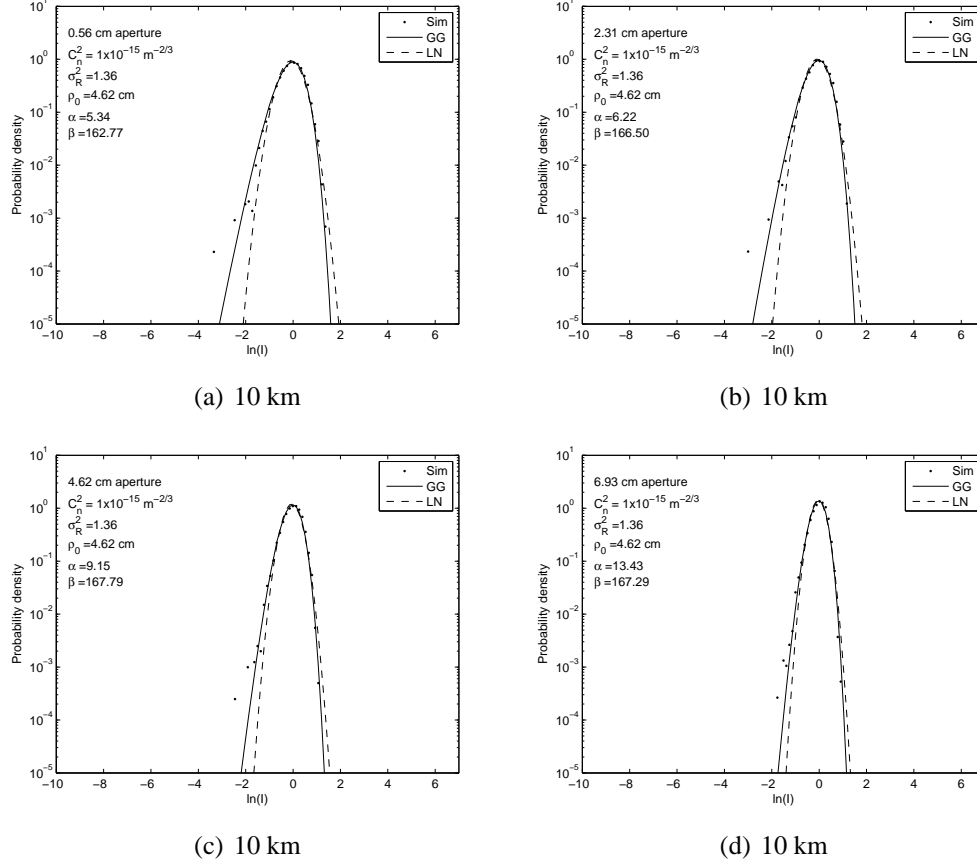 0.56 cm aperture
C_n^2 = 1x10^−15 m^−2/3
σ_R^2 =1.36
ρ_0 =4.62 cm
α =5.34
β =162.77
Sim
GG
LN
Probability density
10^1
10^0
10^−1
10^−2
10^−3
10^−4
10^−5
−10 −8 −6 −4 −2 0 2 4 6
ln(I)
(a) 10 km
2.31 cm aperture
C_n^2 = 1x10^−15 m^−2/3
σ_R^2 =1.36
ρ_0 =4.62 cm
α =6.22
β =166.50
Sim
GG
LN
Probability density
10^1
10^0
10^−1
10^−2
10^−3
10^−4
10^−5
−10 −8 −6 −4 −2 0 2 4 6
ln(I)
(b) 10 km
4.62 cm aperture
C_n^2 = 1x10^−15 m^−2/3
σ_R^2 =1.36
ρ_0 =4.62 cm
α =9.15
β =167.79
Sim
GG
LN
Probability density
10^1
10^0
10^−1
10^−2
10^−3
10^−4
10^−5
−10 −8 −6 −4 −2 0 2 4 6
ln(I)
(c) 10 km
6.93 cm aperture
C_n^2 = 1x10^−15 m^−2/3
σ_R^2 =1.36
ρ_0 =4.62 cm
α =13.43
β =167.29
Sim
GG
LN
Probability density
10^1
10^0
10^−1
10^−2
10^−3
10^−4
10^−5
−10 −8 −6 −4 −2 0 2 4 6
ln(I)
(d) 10 km